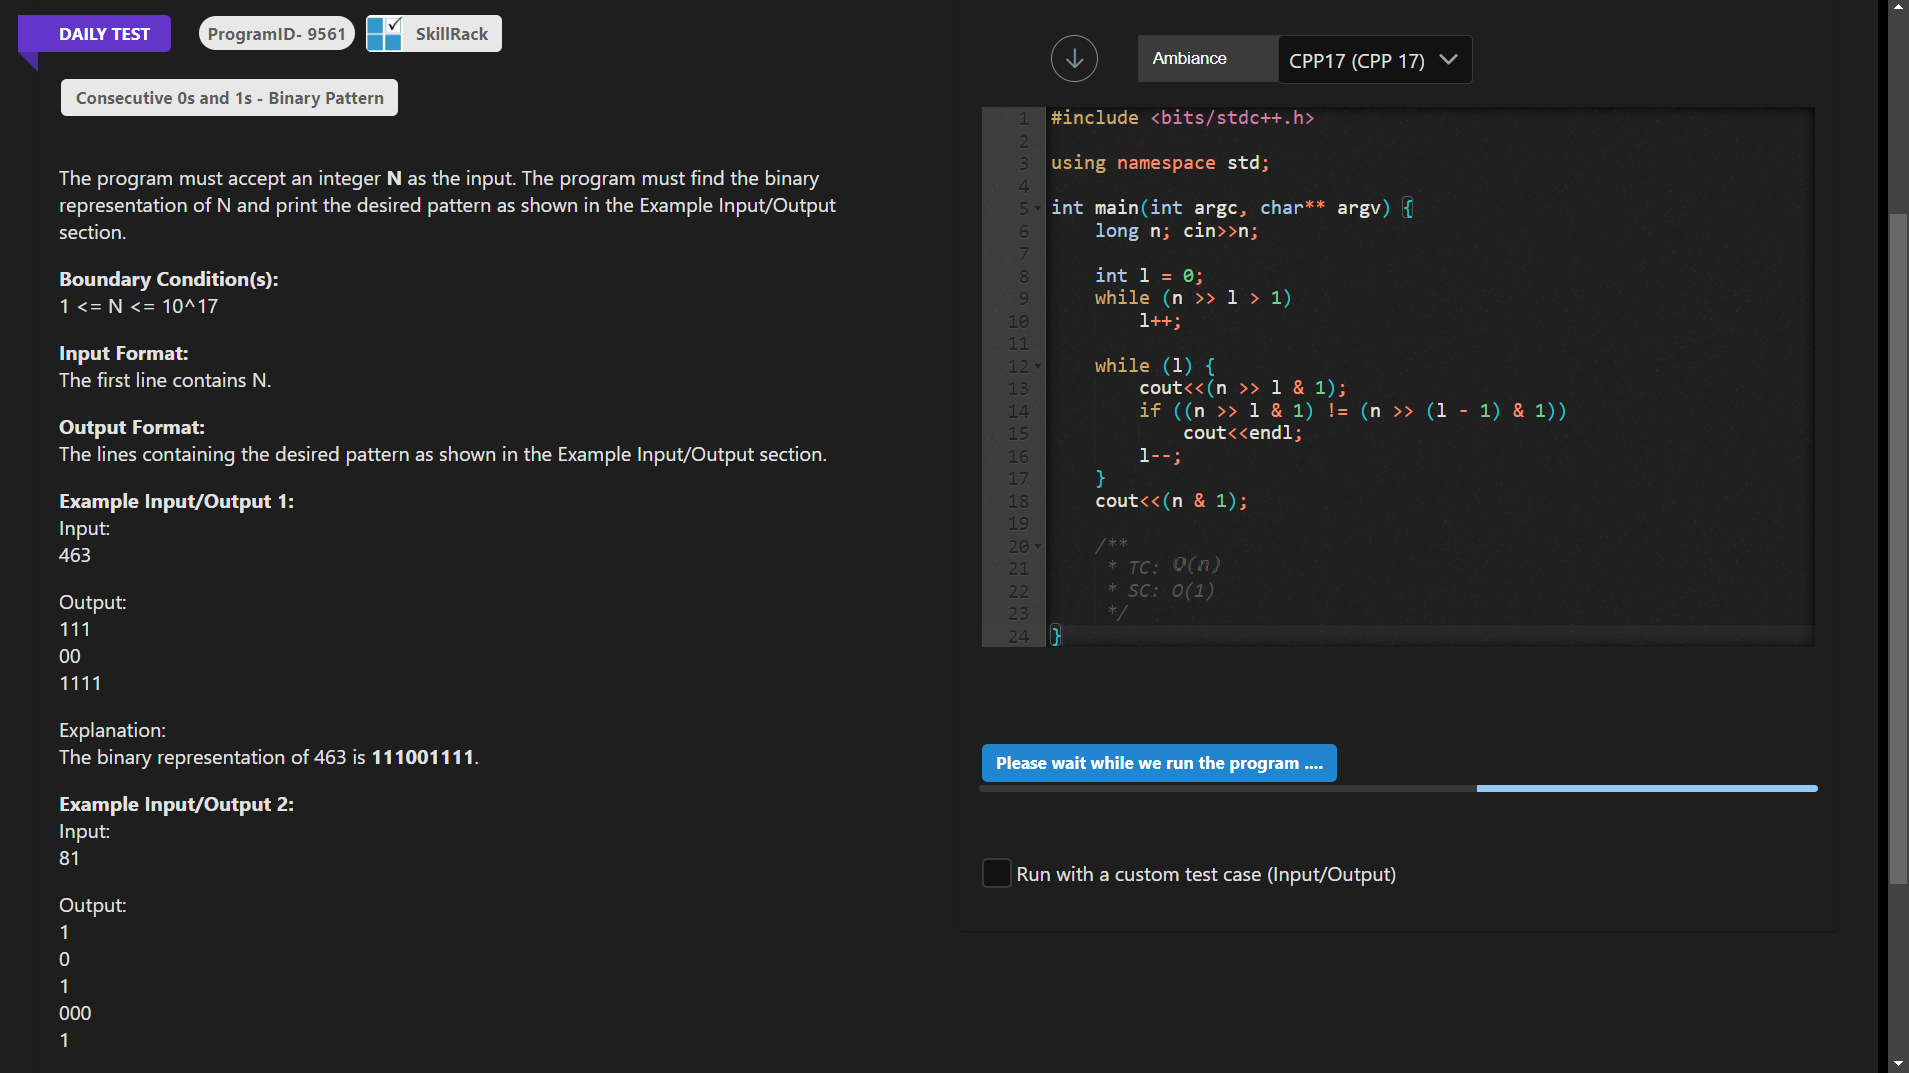 DAILY TEST
ProgramID- 9561
SkillRack
Consecutive 0s and 1s - Binary Pattern
The program must accept an integer N as the input. The program must find the binary
representation of N and print the desired pattern as shown in the Example Input/Output
section.
Boundary Condition(s):
1 <= N <= 10^17
Input Format:
The first line contains N.
Output Format:
The lines containing the desired pattern as shown in the Example Input/Output section.
Example Input/Output 1:
Input:
463
Output:
111
00
1111
Explanation:
The binary representation of 463 is 111001111.
Example Input/Output 2:
Input:
81
Output:
1
0
1
000
1
Ambiance
CPP17 (CPP 17)
1 #include <bits/stdc++.h>
2
3 using namespace std;
4
5 int main(int argc, char** argv) {
6     long n; cin>>n;
7
8     int l = 0;
9     while (n >> l > 1)
10         l++;
11
12     while (l) {
13         cout<<(n >> l & 1);
14         if ((n >> l & 1) != (n >> (l - 1) & 1))
15             cout<<endl;
16         l--;
17     }
18     cout<<(n & 1);
19
20     /**
21      * TC: O(n)
22      * SC: O(1)
23      */
24 }
Please wait while we run the program ....
Run with a custom test case (Input/Output)